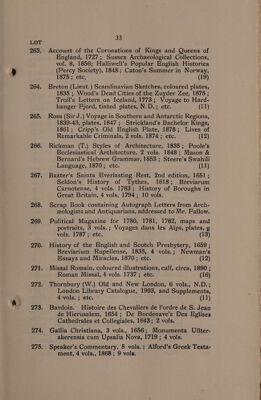 33
LOT
263. Account of the Coronations of Kings and Queens of
England, 1727; Sussex Archæological Collections,
vol. 8, 1856; Halliwell's Popular English Histories
(Percy Society), 1848; Caton's Summer in Norway,
1875; etc. (19)
264. Breton (Lieut.) Scandinavian Sketches, coloured plates,
1835; Wood's Dead Cities of the Zuyder Zee, 1875;
Troil's Letters on Iceland, 1773; Voyage to Hard-
hanger Fjord, tinted plates, N.D.; etc. (11)
265. Ross (Sir J.) Voyage in Southern and Antarctic Regions,
1839-43, plates, 1847; Strickland's Bachelor Kings,
1861; Cripp's Old English Plate, 1878; Lives of
Remarkable Criminals, 2 vols. 1874; etc. (12)
266. Rickman (T.) Styles of Architecture, 1835; Poole's
Ecclesiastical Architecture, 2 vols. 1848; Mason &
Bernard's Hebrew Grammar, 1853; Steere's Swahili
Language, 1870; etc. (11)
267. Baxter's Saints Everlasting Rest, 2nd edition, 1651;
Selden's History of Tythes, 1618; Breviarum
Carnotense, 4 vols. 1783; History of Boroughs in
Great Britain, 4 vols, 1794; 10 vols.
268. Scrap Book containing Autograph Letters from Arch-
æologists and Antiquarians, addressed to Mr. Fallow.
269. Political Magazine for 1780, 1781, 1782, maps and
portraits, 3 vols.; Voyages dans les Alps, plates,
vols. 1787; etc. (13)
270. History of the English and Scotch Presbytery, 1659;
Breviarium Rupellense, 1835, 4 vols.; Newman's
Essays and Miracles, 1870; etc. (12)
271. Missal Romain, coloured illustrations, calf, circa, 1890;
Roman Missal, 4 vols. 1737; etc. (16)
272. Thornbury (W.) Old and New London, 6 vols., N.D.;
London Library Catalogue, 1903, and Supplements,
4 vols.; etc. (11)
273. Bavdoin. Histoire des Chevaliers de l'ordre de S. Jean
de Hierusalem, 1654; De Bordenave's Des Eglises
Cathedrales et Collegiales, 1643; 2 vols.
274. Gallia Christiana, 3 vols., 1656; Monumenta Uller-
akerensia cum Upsalia Nova, 1719; 4 vols.
275. Speaker's Commentary, 8 vols.; Alford's Greek Testa-
ment, 4 vols., 1868; 9 vols.